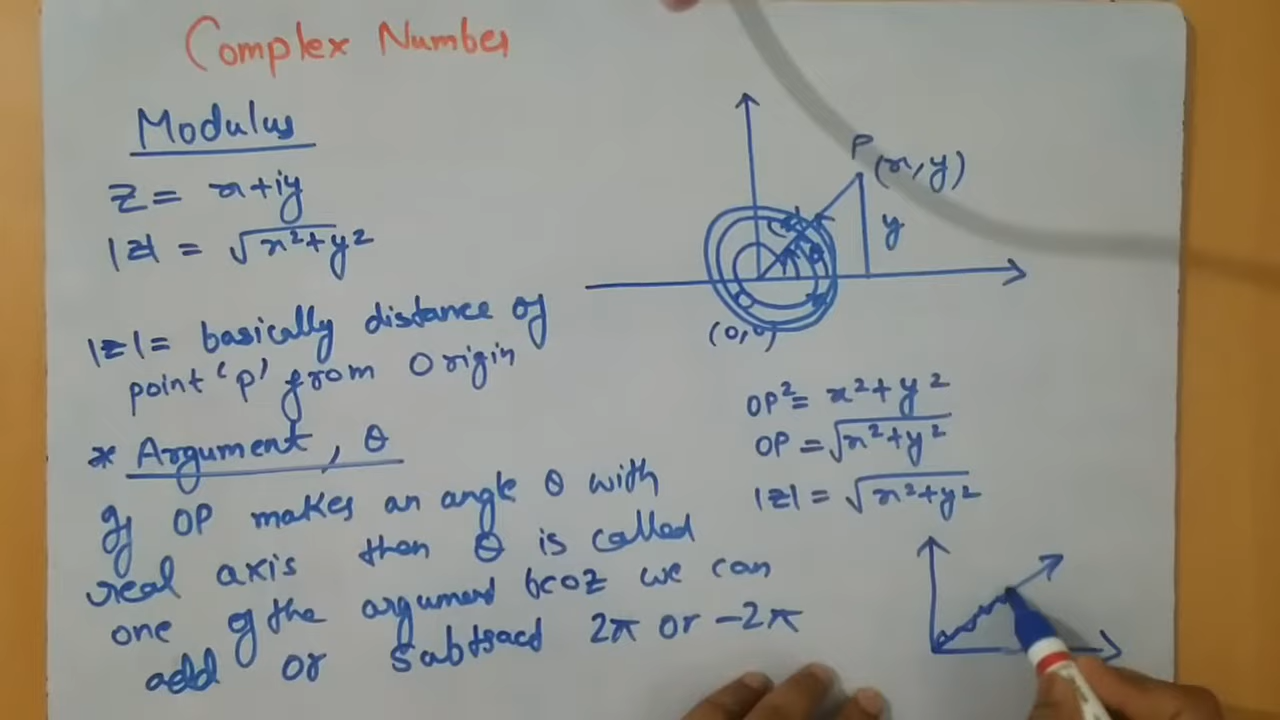 Complex Number
Modulus
Z = x+iy
|z| = √x²+y²
|z| = basically distance of
point 'p' from Origin
* Argument, θ
If OP makes an angle θ with
real axis then θ is called
one of the argument bcoz we can
add or subtract 2π or -2π
P
(x, y)
y
θ
(0,0)
OP² = x²+y²
OP = √x²+y²
|z| = √x²+y²